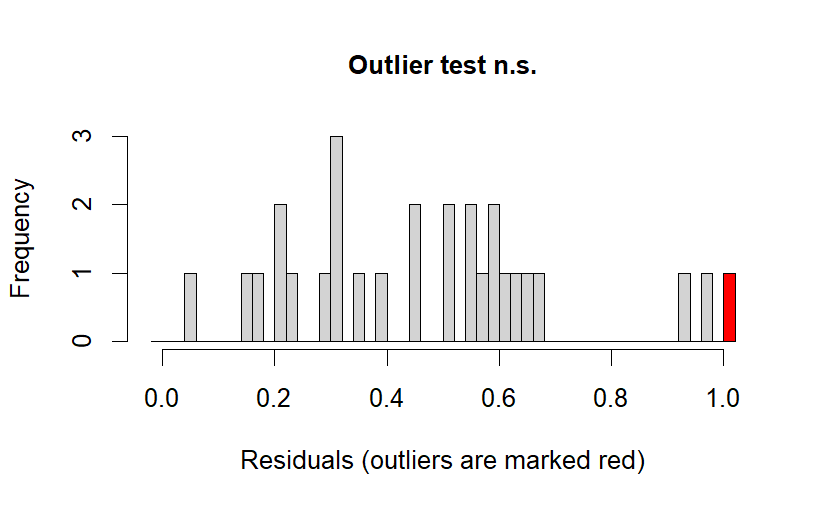 Outlier test n.s.
Frequency
3
2
1
0
0.0 0.2 0.4 0.6 0.8 1.0
Residuals (outliers are marked red)